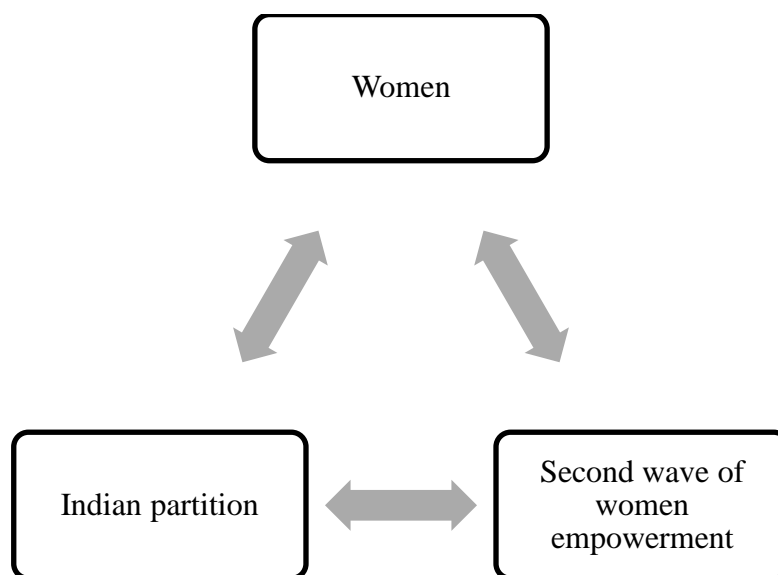 Women
Indian partition
Second wave of
women
empowerment